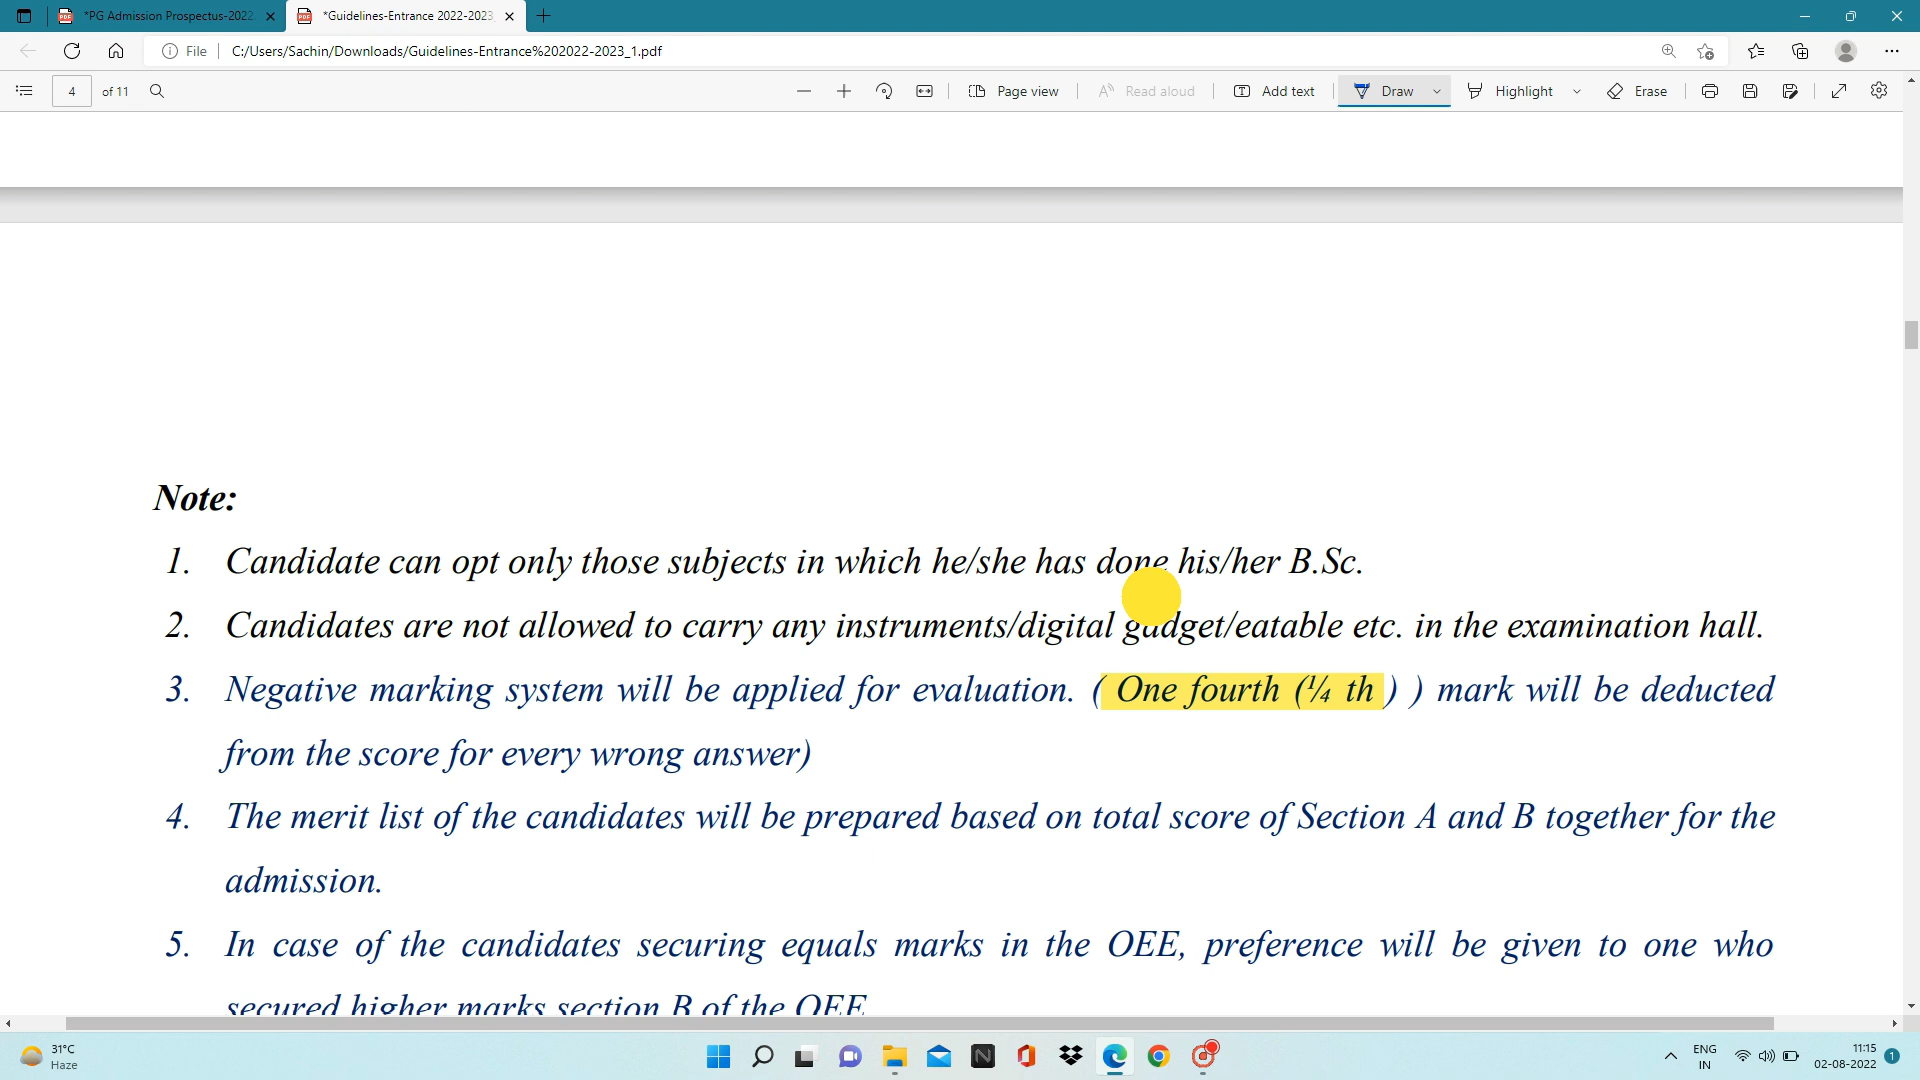 *PG Admission Prospectus-2022
*Guidelines-Entrance 2022-2023
File
C:/Users/Sachin/Downloads/Guidelines-Entrance%202022-2023_1.pdf
4 of 11
Page view
Read aloud
Add text
Draw
Highlight
Erase
Note:
1. Candidate can opt only those subjects in which he/she has done his/her B.Sc.
2. Candidates are not allowed to carry any instruments/digital gadget/eatable etc. in the examination hall.
3. Negative marking system will be applied for evaluation. ( One fourth (¼ th ) ) mark will be deducted
from the score for every wrong answer)
4. The merit list of the candidates will be prepared based on total score of Section A and B together for the
admission.
5. In case of the candidates securing equals marks in the OEE, preference will be given to one who
secured higher marks section B of the OEE
31°C
Haze
ENG
IN
11:15
02-08-2022
1